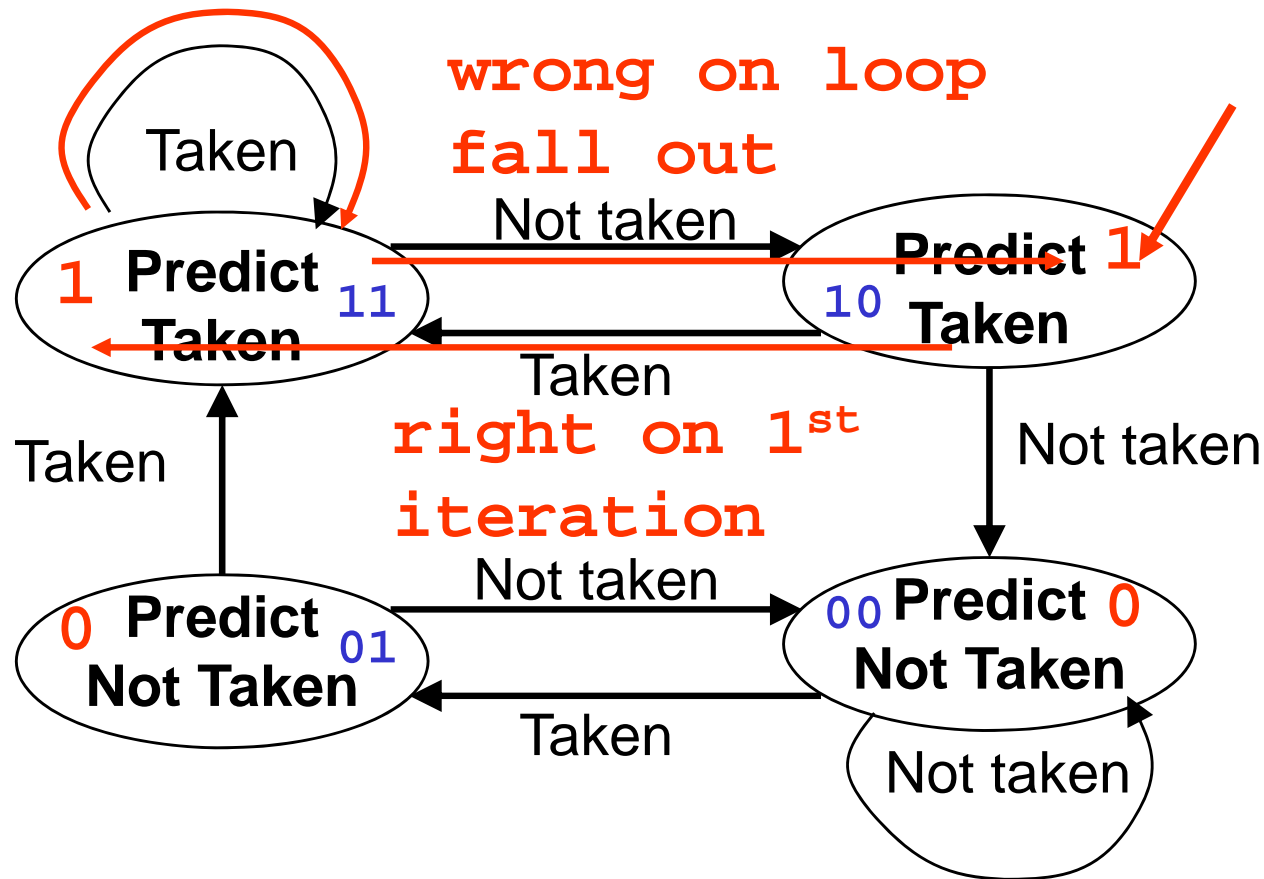 wrong on loop
fall out
Taken
Not taken
1 Predict 11
Taken
Predict 1
10 Taken
Taken
right on 1st
iteration
Taken
Not taken
Not taken
0 Predict 01
Not Taken
00 Predict 0
Not Taken
Taken
Not taken